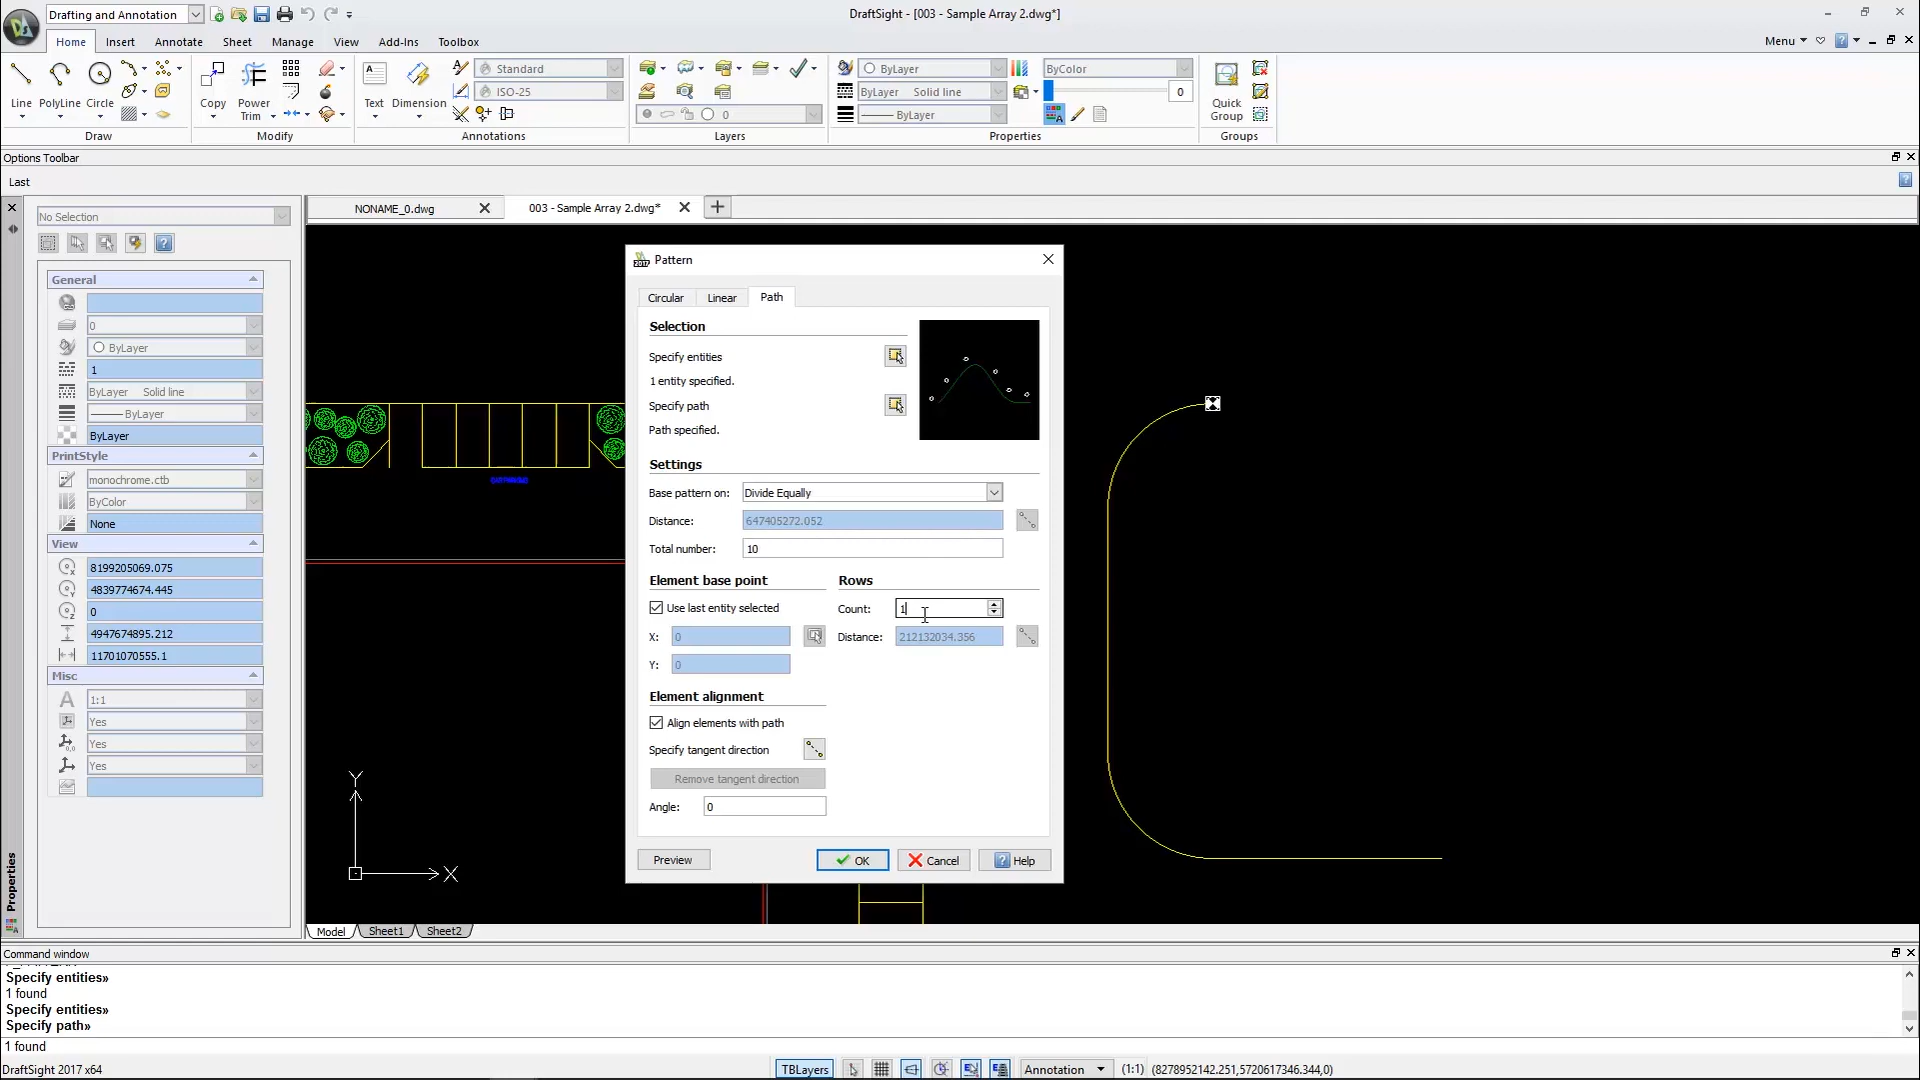 Drafting and Annotation
DraftSight - [003 - Sample Array 2.dwg*]
Home Insert Annotate Sheet Manage View Add-Ins Toolbox
Menu
Standard
ByLayer
ByColor
ISO-25
ByLayer Solid line
0
Line PolyLine Circle
Copy Power Trim
Text Dimension
0
ByLayer
Quick Group
Draw Modify Annotations Layers Properties Groups
Options Toolbar
Last
No Selection
NONAME_0.dwg
003 - Sample Array 2.dwg*
General
0
ByLayer
1
ByLayer Solid line
ByLayer
ByLayer
PrintStyle
monochrome.ctb
ByColor
None
View
8199205069.075
4839774674.445
0
4947674895.212
11701070555.1
Misc
1:1
Yes
Yes
Yes
Properties
2017
Pattern
Circular Linear Path
Selection
Specify entities
1 entity specified.
Specify path
Path specified.
Settings
Base pattern on: Divide Equally
Distance: 647405272.052
Total number: 10
Element base point Rows
Use last entity selected Count: 1
X: 0 Distance: 212132034.356
Y: 0
Element alignment
Align elements with path
Specify tangent direction
Remove tangent direction
Angle: 0
Preview OK Cancel Help
Y
X
Model Sheet1 Sheet2
Command window
Specify entities»
1 found
Specify entities»
Specify path»
1 found
DraftSight 2017 x64
TBLayers
Annotation (1:1) (8278952142.251,5720617346.344,0)